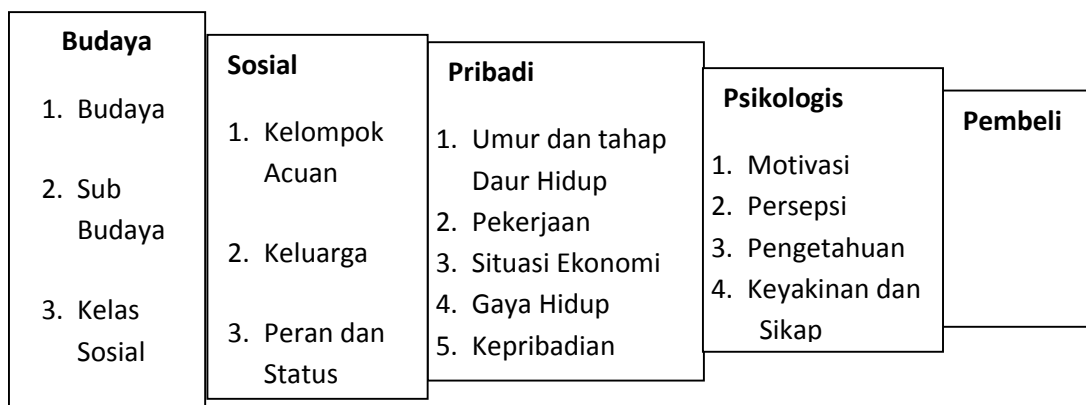 Budaya
1. Budaya
2. Sub
Budaya
3. Kelas
Sosial
Sosial
1. Kelompok
Acuan
2. Keluarga
3. Peran dan
Status
Pribadi
1. Umur dan tahap
Daur Hidup
2. Pekerjaan
3. Situasi Ekonomi
4. Gaya Hidup
5. Kepribadian
Psikologis
1. Motivasi
2. Persepsi
3. Pengetahuan
4. Keyakinan dan
Sikap
Pembeli